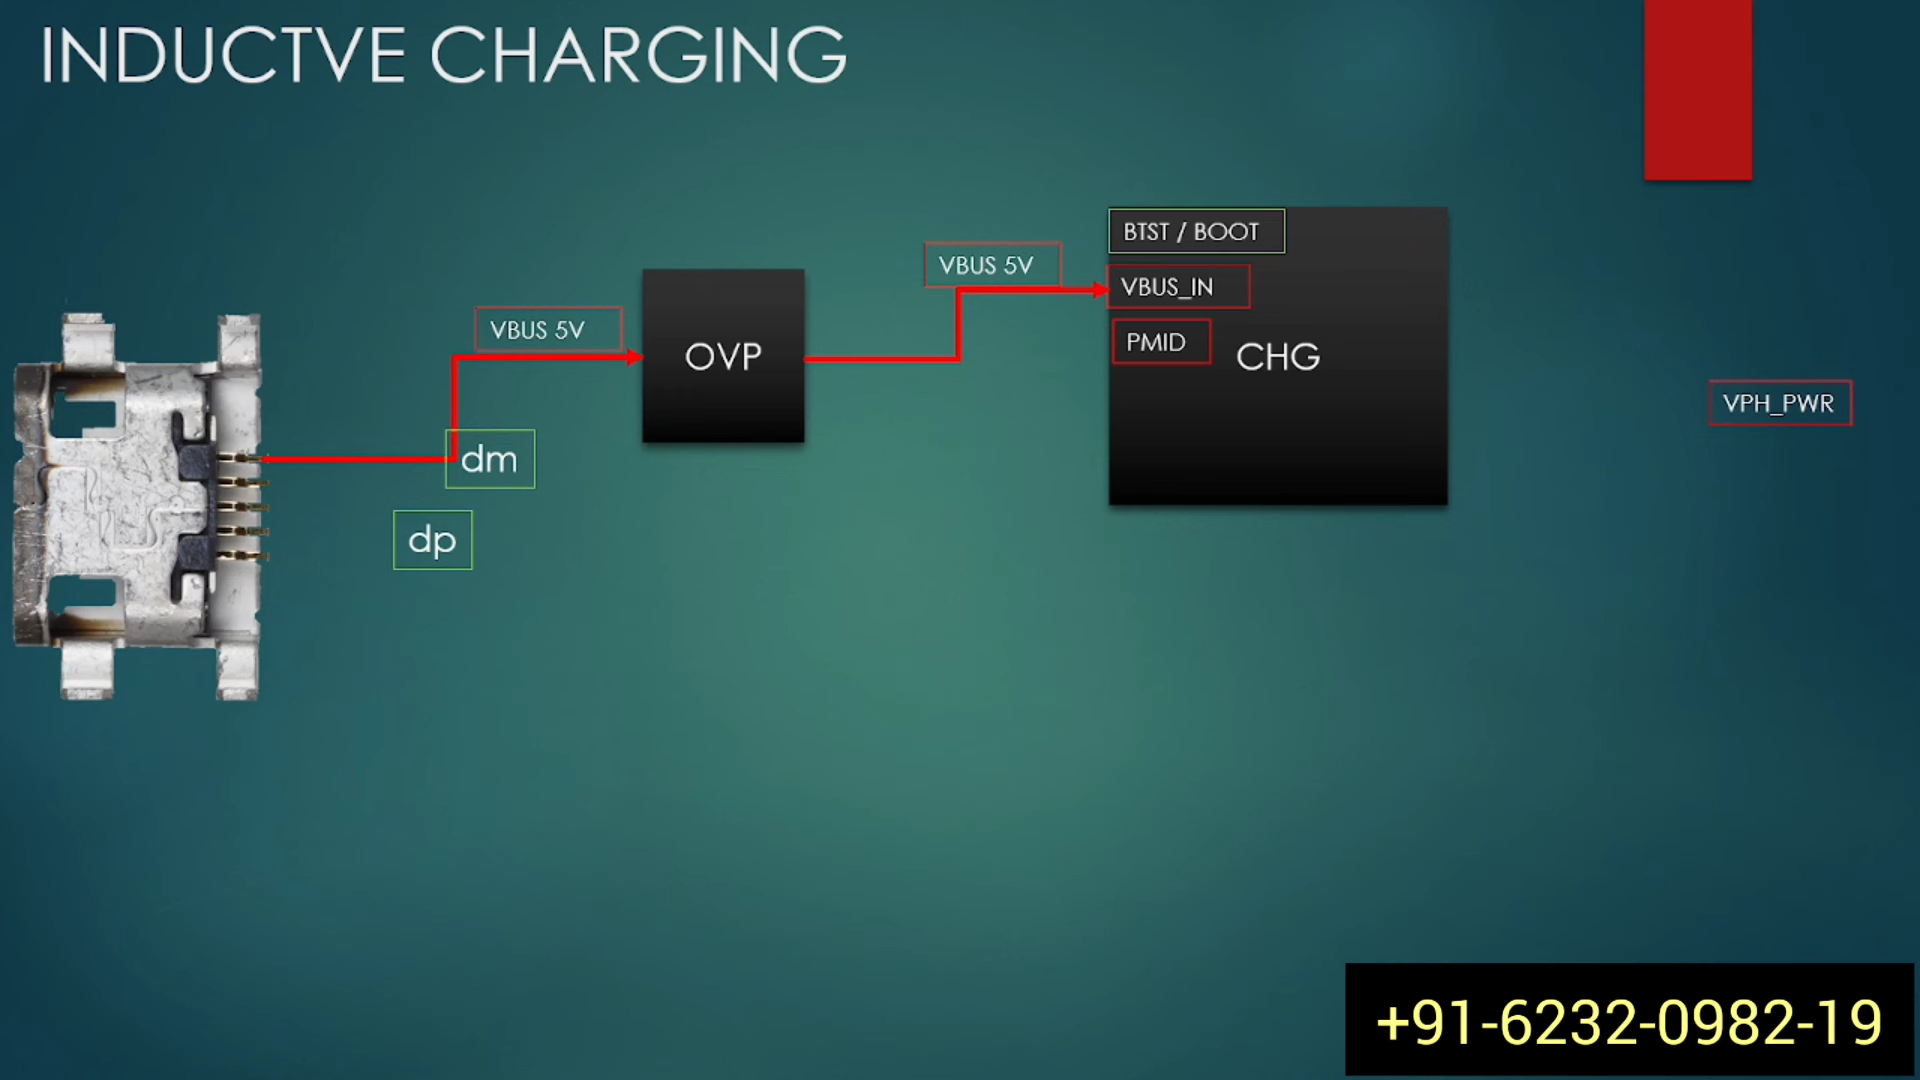 INDUCTVE CHARGING
BTST / BOOT
VBUS 5V
VBUS_IN
VBUS 5V
PMID
OVP
CHG
VPH_PWR
dm
dp
+91-6232-0982-19